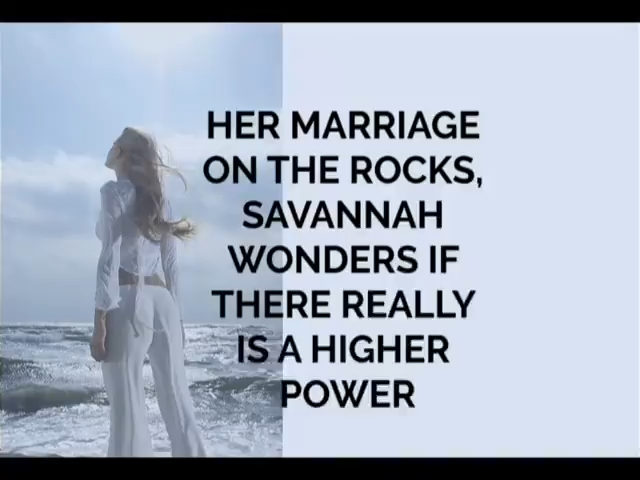 HER MARRIAGE
ON THE ROCKS,
SAVANNAH
WONDERS IF
THERE REALLY
IS A HIGHER
POWER